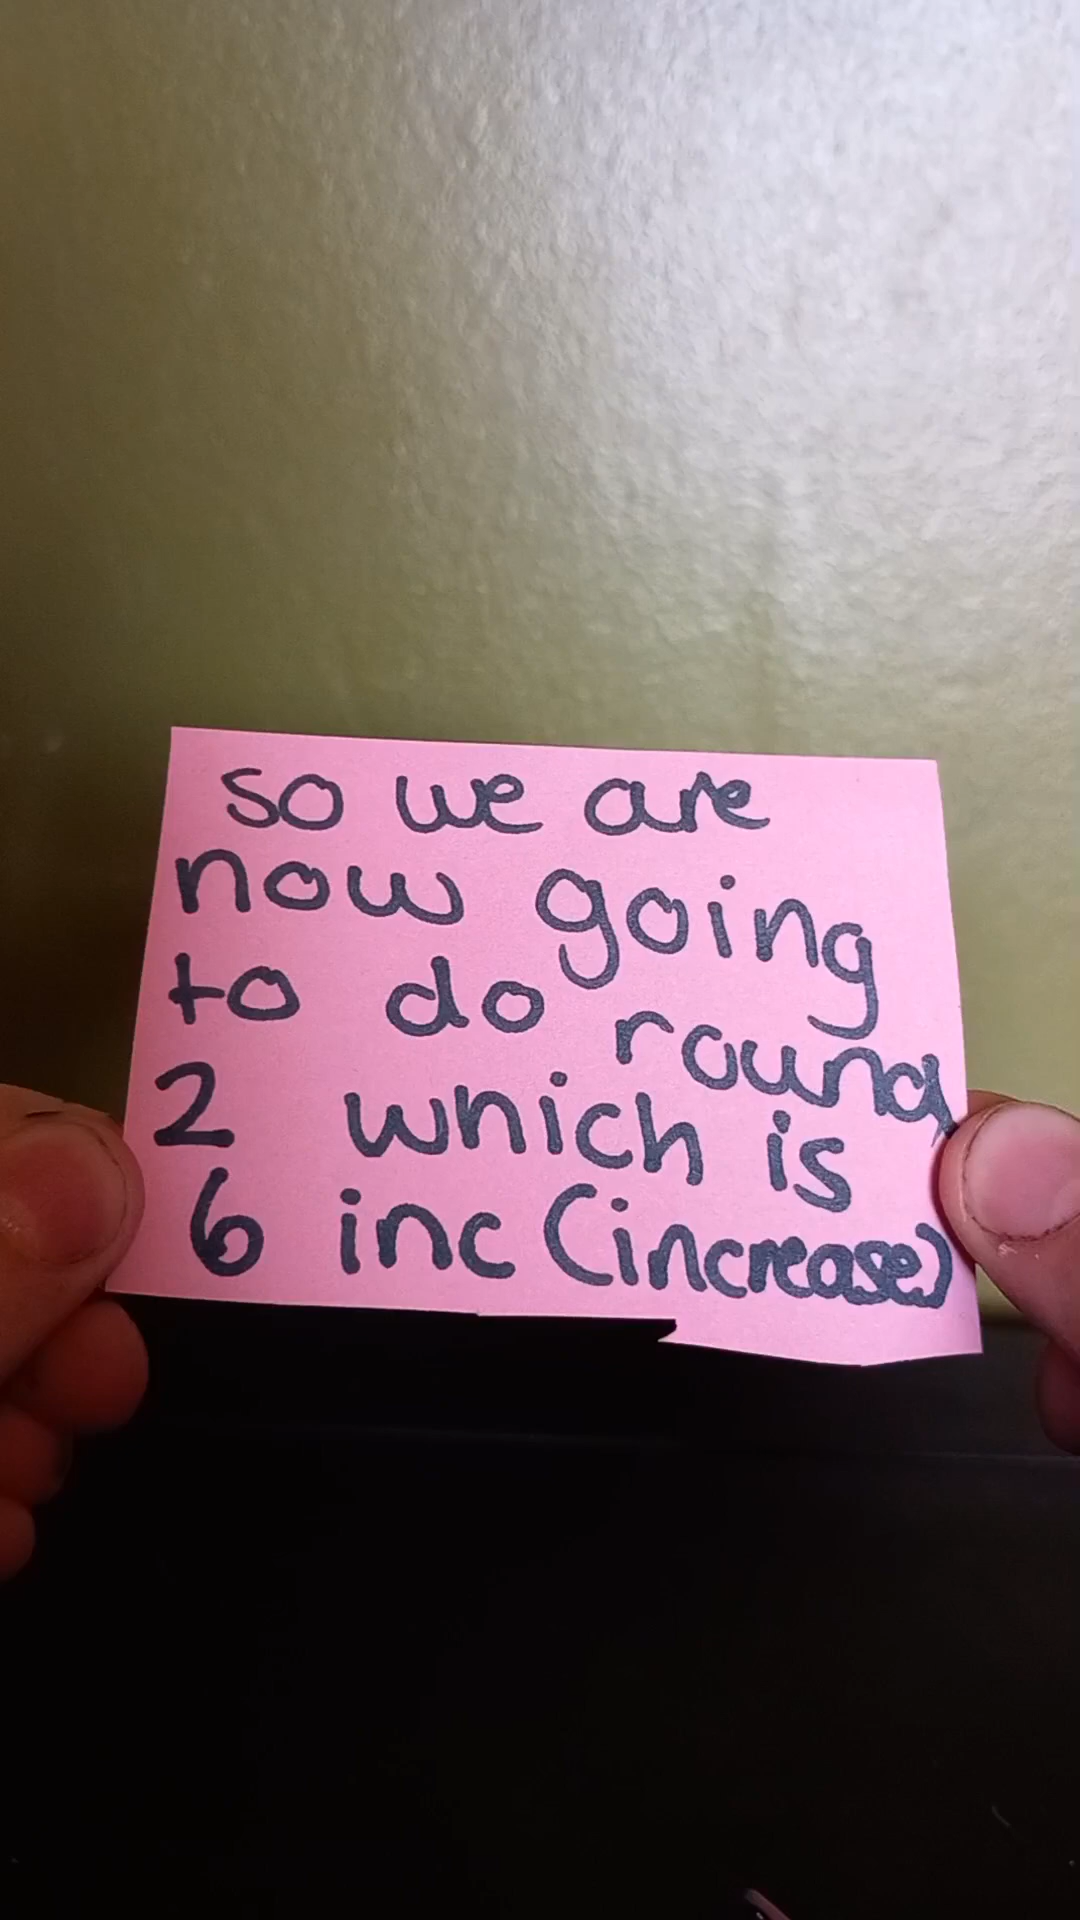 so we are
now going
to do round
2 which is
6 inc (increase)